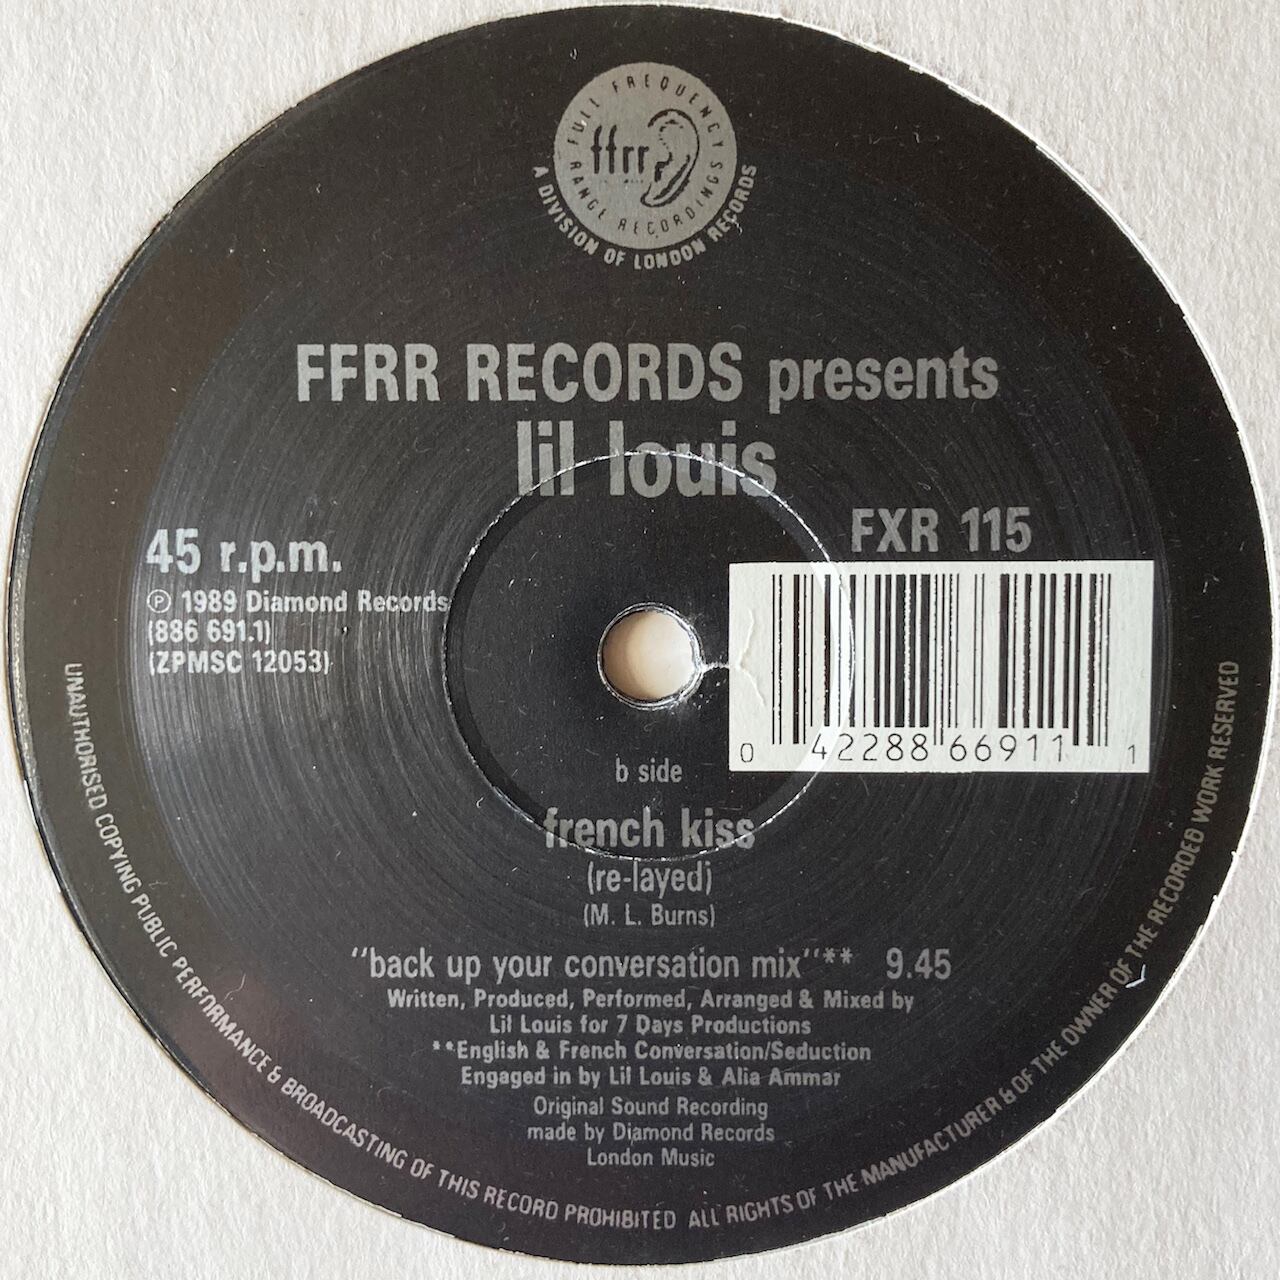 FULL FREQUENCY
ffrr
RANGE RECORDINGS
A DIVISION OF LONDON RECORDS
FFRR RECORDS presents
lil louis
FXR 115
45 r.p.m.
℗ 1989 Diamond Records
(886 691.1)
(ZPMSC 12053)
0 42288 66911 1
b side
french kiss
(re-layed)
(M. L. Burns)
"back up your conversation mix"** 9.45
Written, Produced, Performed, Arranged & Mixed by
Lil Louis for 7 Days Productions
**English & French Conversation/Seduction
Engaged in by Lil Louis & Alia Ammar
Original Sound Recording
made by Diamond Records
London Music
UNAUTHORISED COPYING PUBLIC PERFORMANCE & BROADCASTING OF THIS RECORD PROHIBITED ALL RIGHTS OF THE MANUFACTURER & OF THE OWNER OF THE RECORDED WORK RESERVED